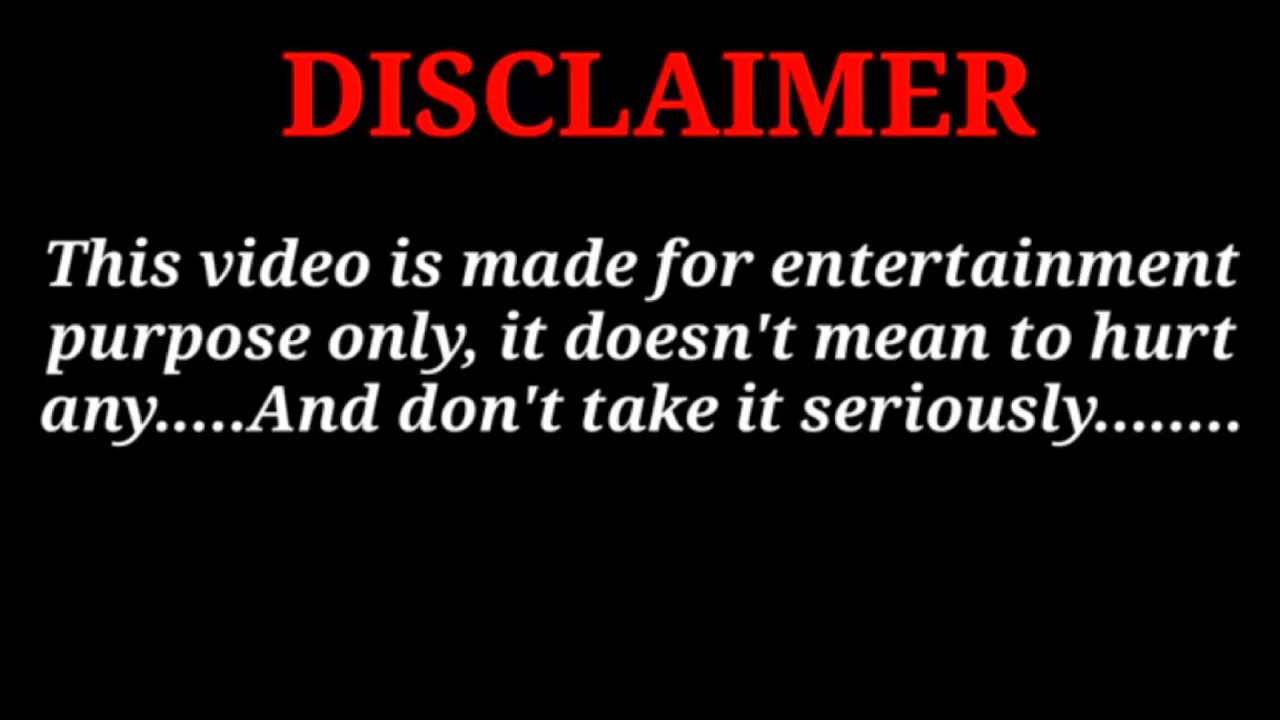 DISCLAIMER
This video is made for entertainment
purpose only, it doesn't mean to hurt
any.....And don't take it seriously........